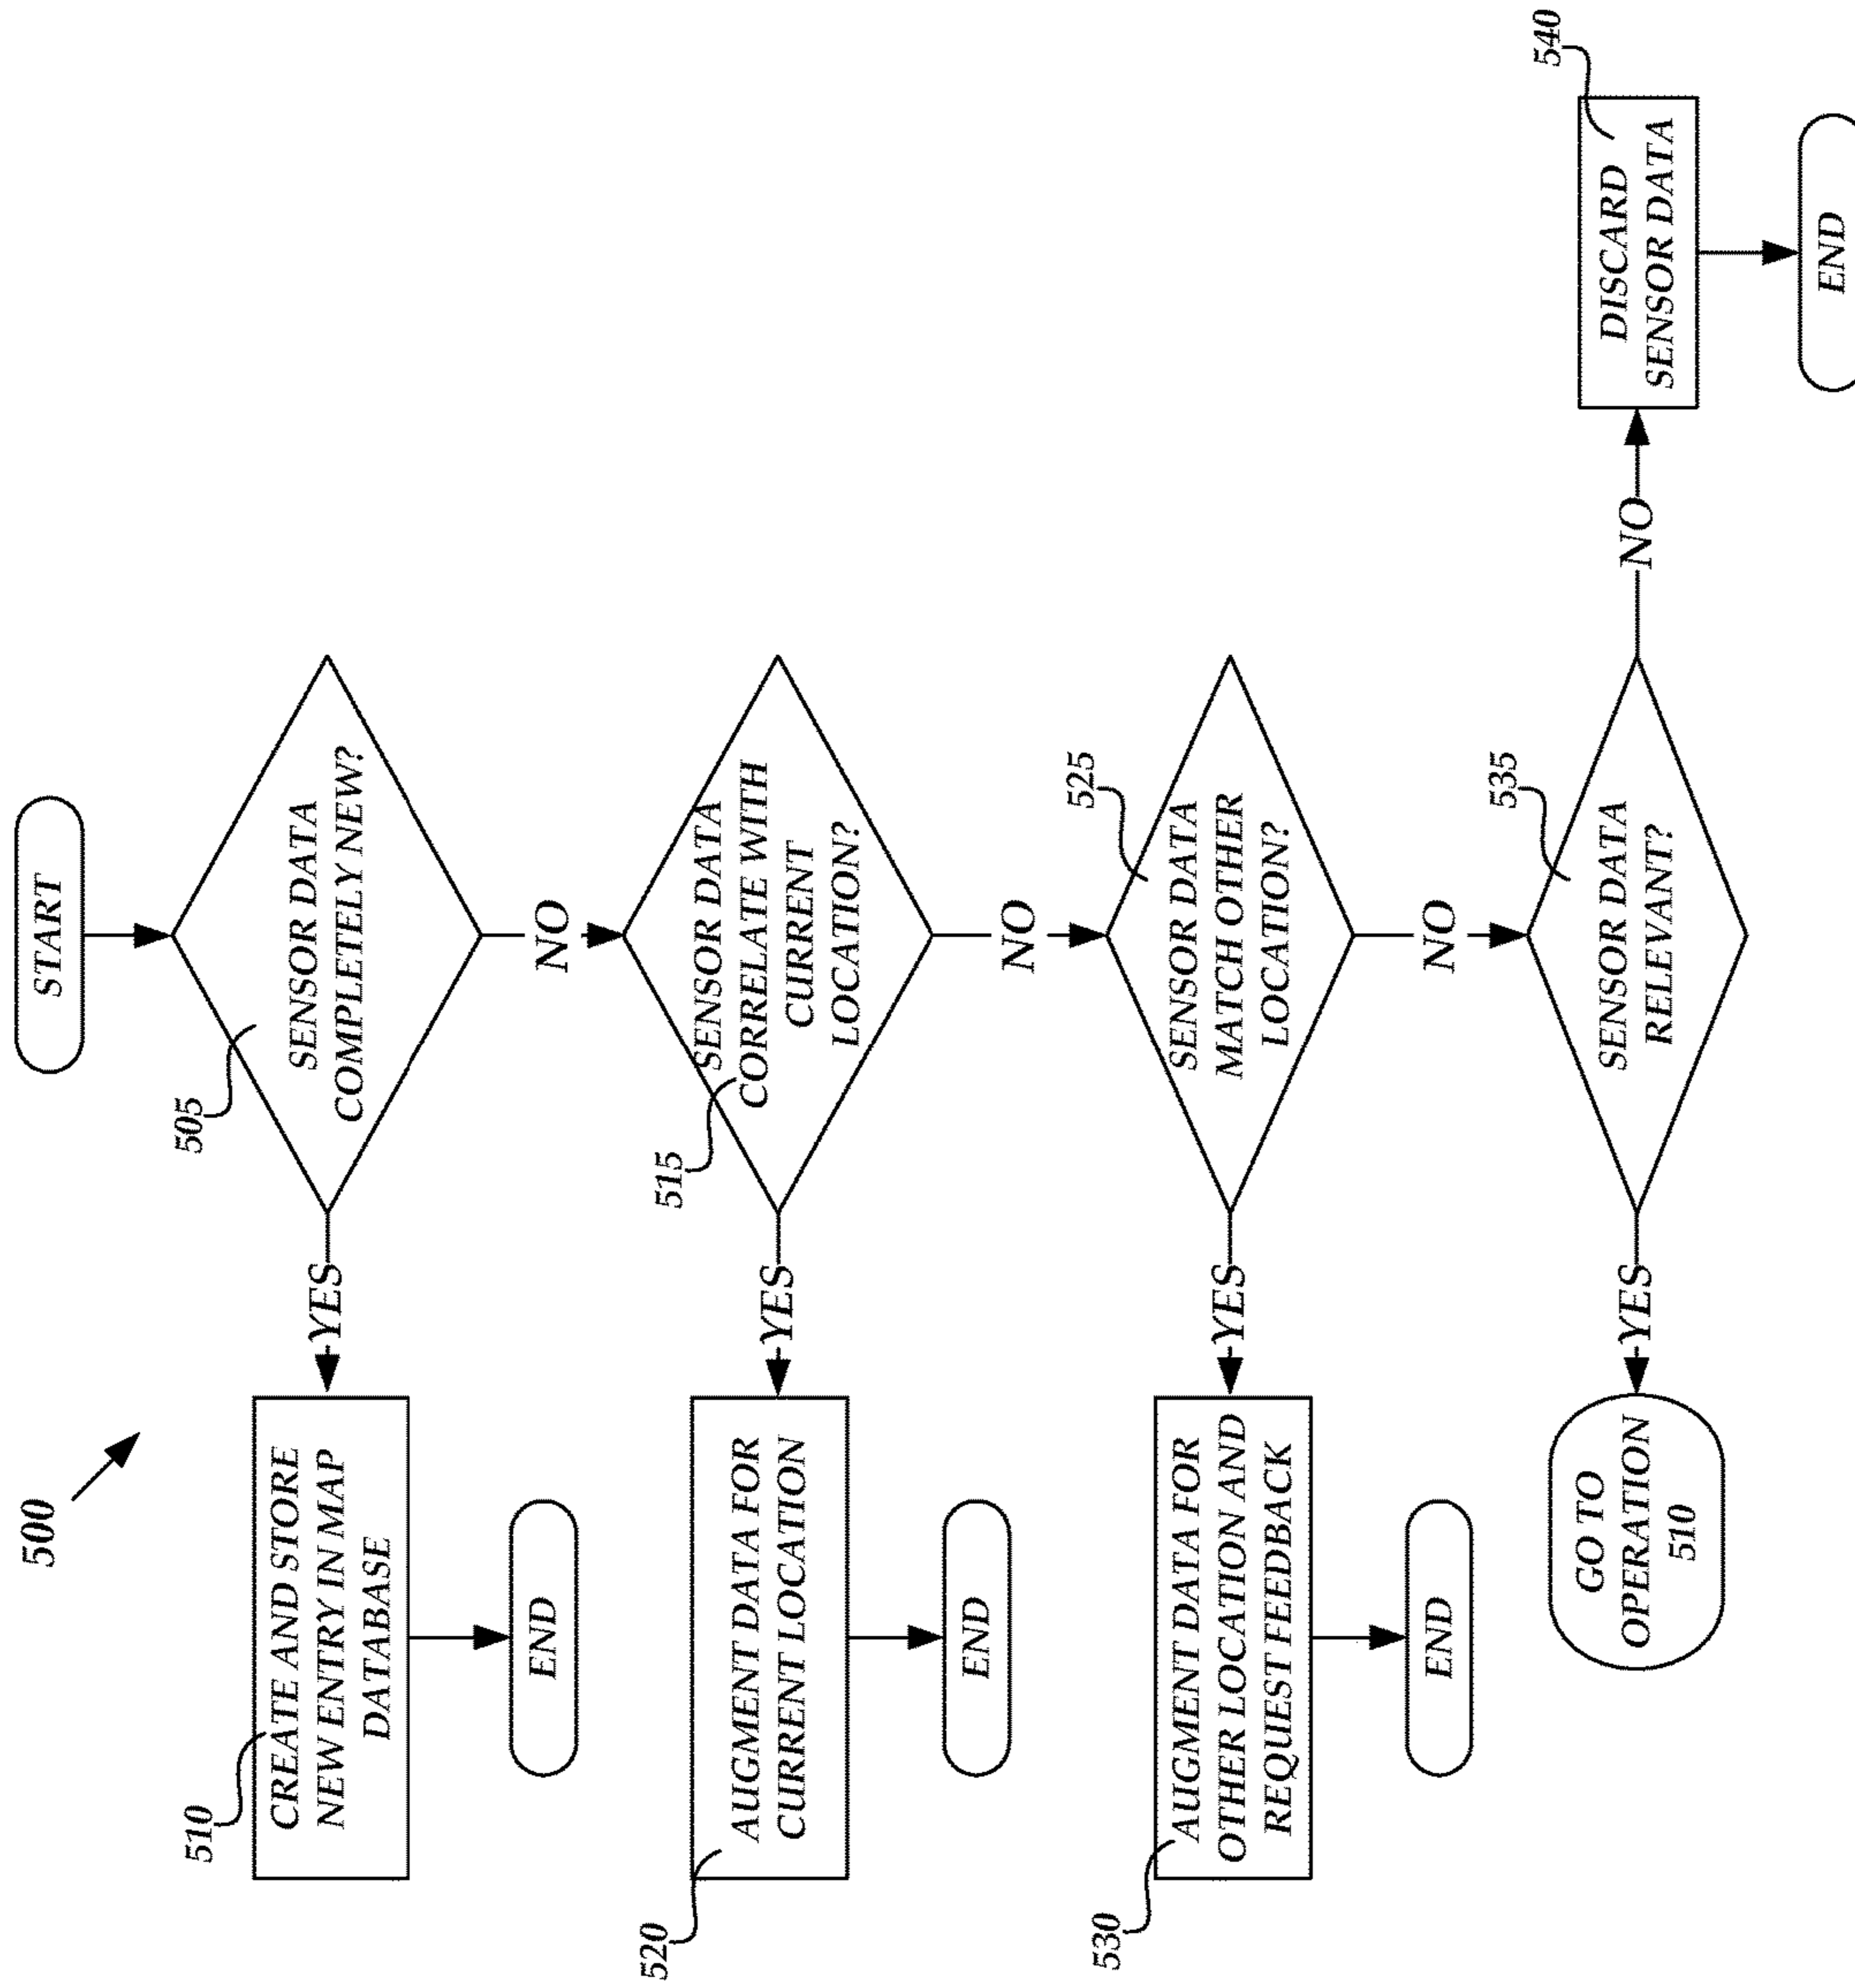 500
START
505
SENSOR DATA
COMPLETELY NEW?
YES
510
CREATE AND STORE
NEW ENTRY IN MAP
DATABASE
END
NO
515
SENSOR DATA
CORRELATE WITH
CURRENT
LOCATION?
YES
520
AUGMENT DATA FOR
CURRENT LOCATION
END
NO
525
SENSOR DATA
MATCH OTHER
LOCATION?
YES
530
AUGMENT DATA FOR
OTHER LOCATION AND
REQUEST FEEDBACK
END
NO
535
SENSOR DATA
RELEVANT?
YES
GO TO
OPERATION
510
NO
540
DISCARD
SENSOR DATA
END